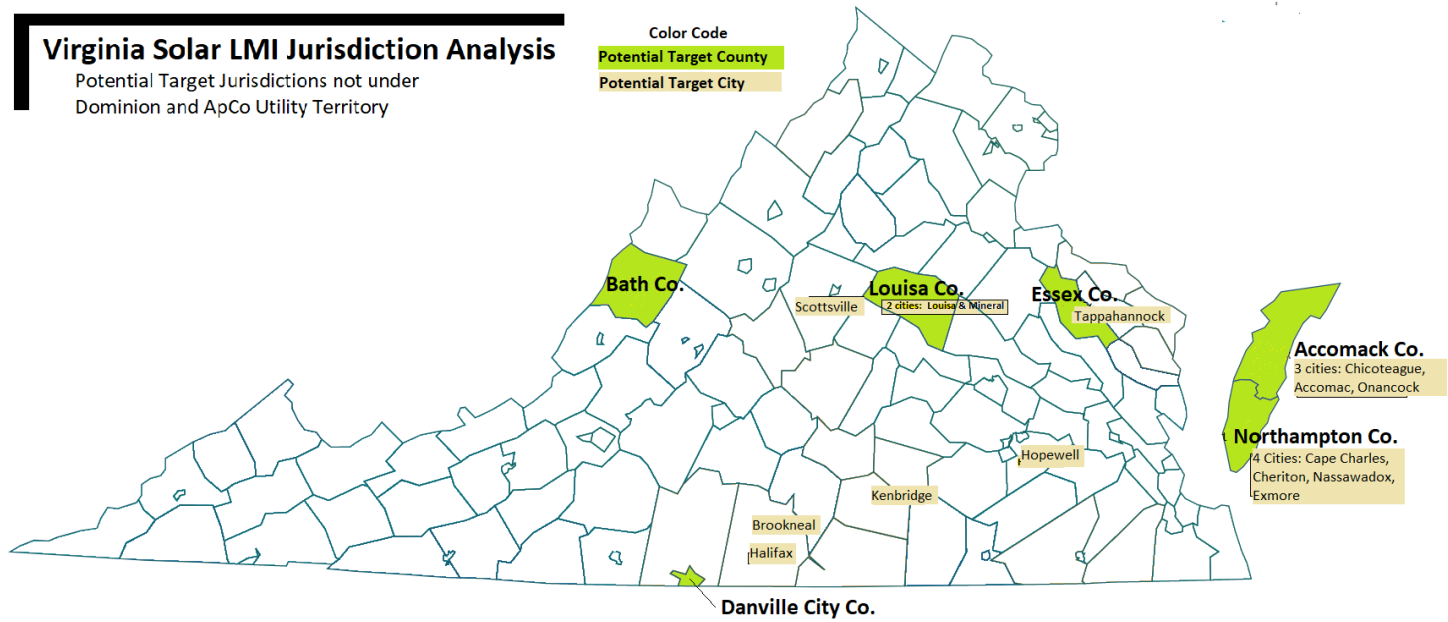 Virginia Solar LMI Jurisdiction Analysis
Potential Target Jurisdictions not under
Dominion and ApCo Utility Territory
Color Code
Potential Target County
Potential Target City
Bath Co.
Louisa Co.
2 cities: Louisa & Mineral
Scottsville
Essex Co.
Tappahannock
Accomack Co.
3 cities: Chicoteague,
Accomac, Onancock
Northampton Co.
4 Cities: Cape Charles,
Cheriton, Nassawadox,
Exmore
Hopewell
Kenbridge
Brookneal
Halifax
Danville City Co.